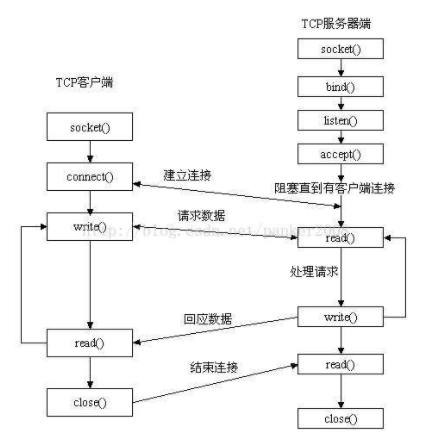 TCP服务器端
socket()
bind()
TCP客户端
listen()
socket()
accept()
connect()
建立连接
阻塞直到有客户端连接
write()
请求数据
read()
处理请求
回应数据
write()
read()
结束连接
read()
close()
close()